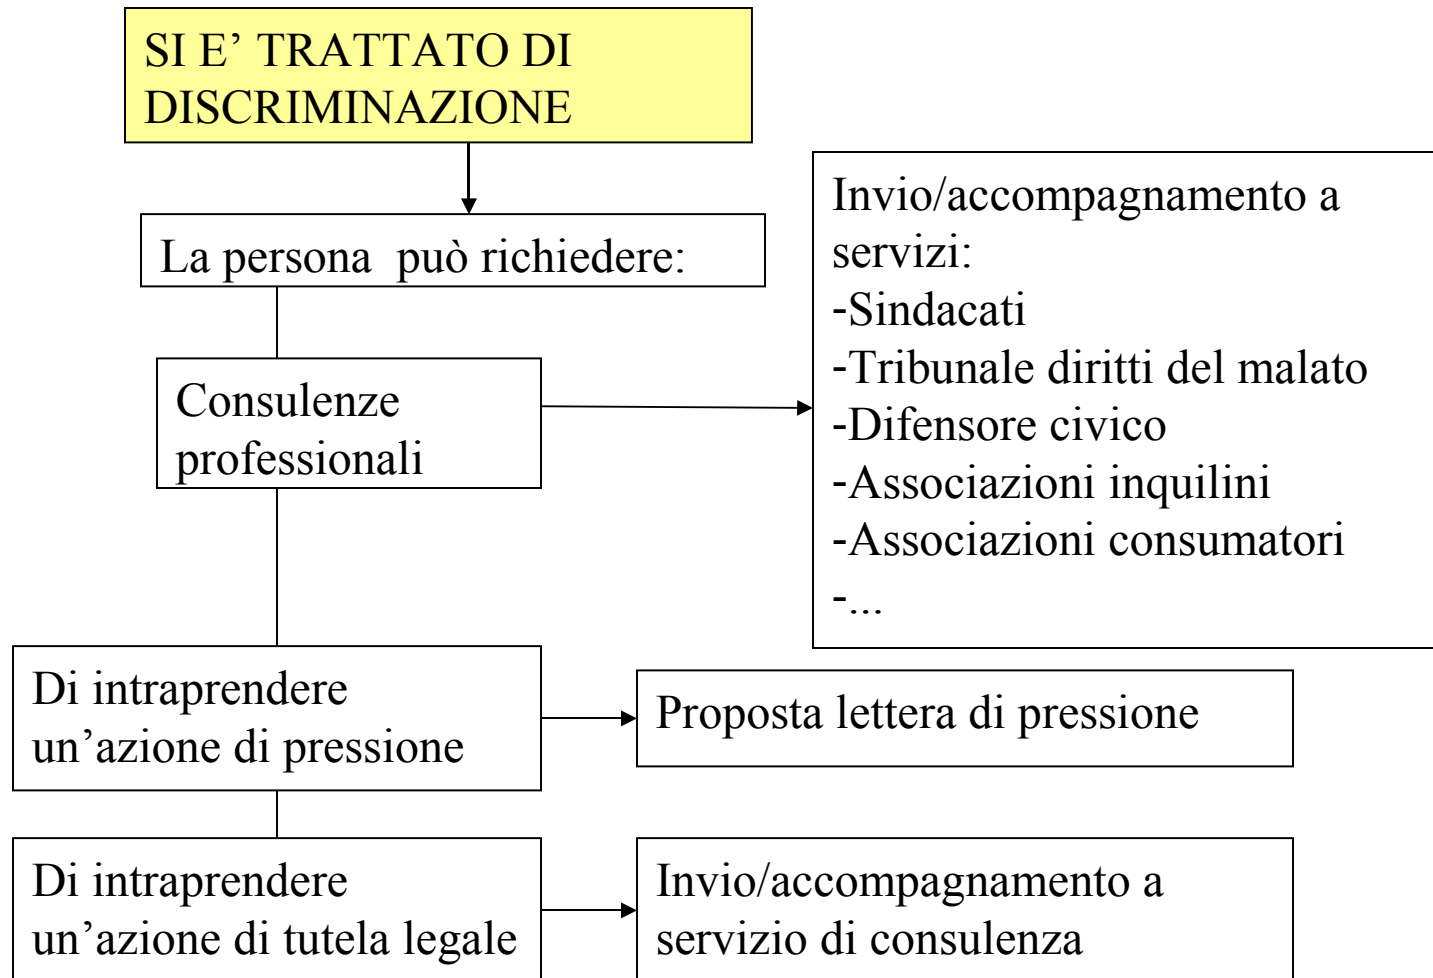 SI E’ TRATTATO DI
DISCRIMINAZIONE
La persona  può richiedere:
Consulenze
professionali
Invio/accompagnamento a
servizi:
-Sindacati
-Tribunale diritti del malato
-Difensore civico
-Associazioni inquilini
-Associazioni consumatori
-...
Di intraprendere
un’azione di pressione
Proposta lettera di pressione
Di intraprendere
un’azione di tutela legale
Invio/accompagnamento a
servizio di consulenza